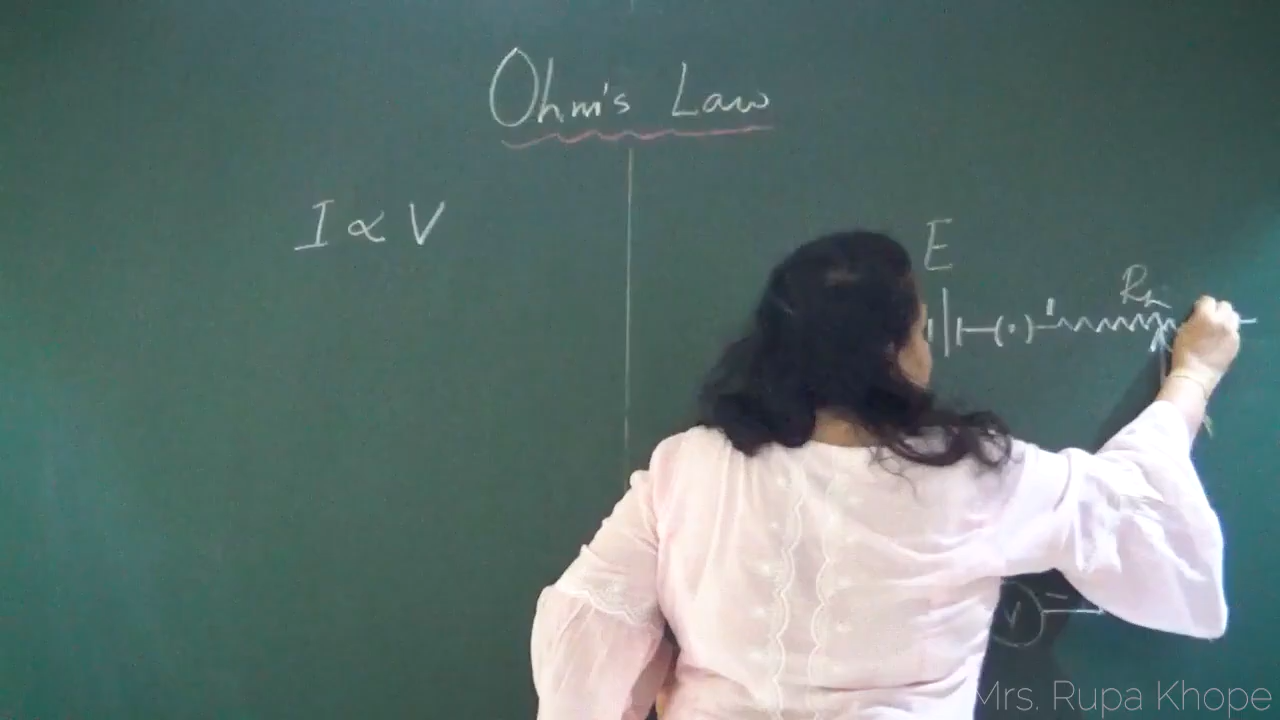 Ohm's Law
I ∝ V
E
Rh
V
Mrs. Rupa Khope